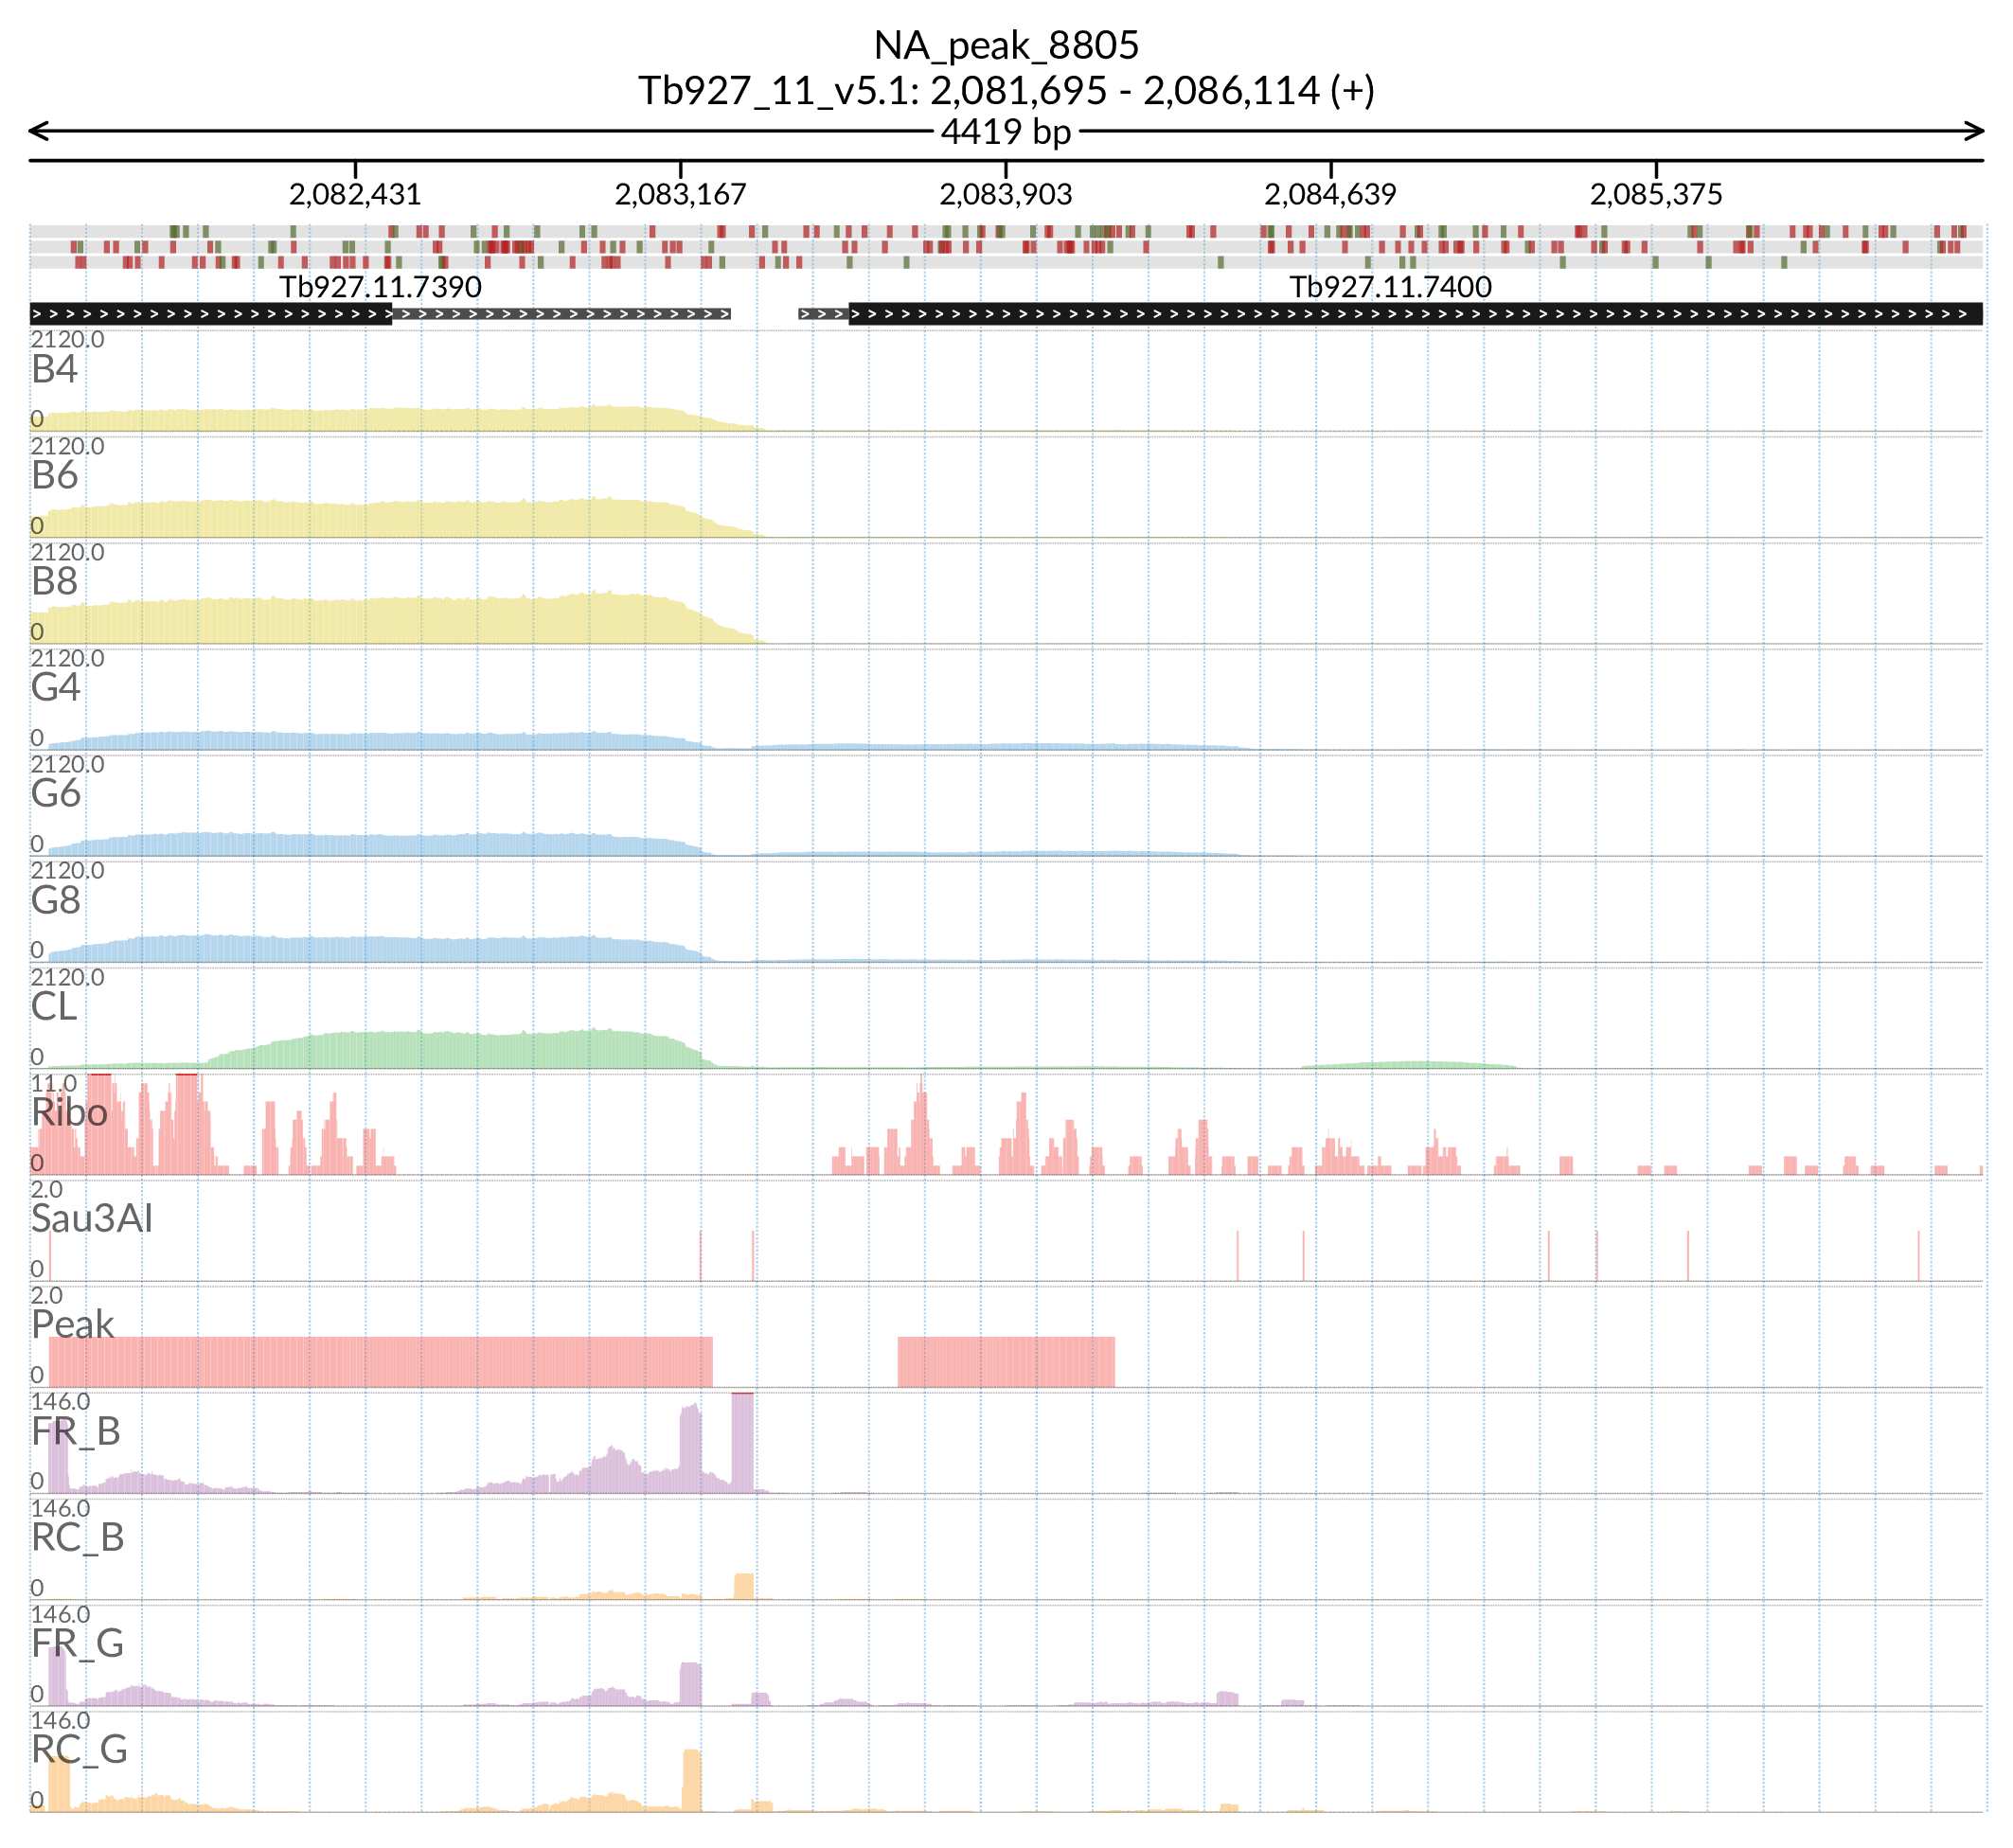 NA_peak_8805
Tb927_11_v5.1: 2,081,695 - 2,086,114 (+)
4419 bp
2,082,431 2,083,167 2,083,903 2,084,639 2,085,375
Tb927.11.7390 Tb927.11.7400
2120.0
B4
0
2120.0
B6
0
2120.0
B8
0
2120.0
G4
0
2120.0
G6
0
2120.0
G8
0
2120.0
CL
0
11.0
Ribo
0
2.0
Sau3AI
0
2.0
Peak
0
146.0
FR_B
0
146.0
RC_B
0
146.0
FR_G
0
146.0
RC_G
0